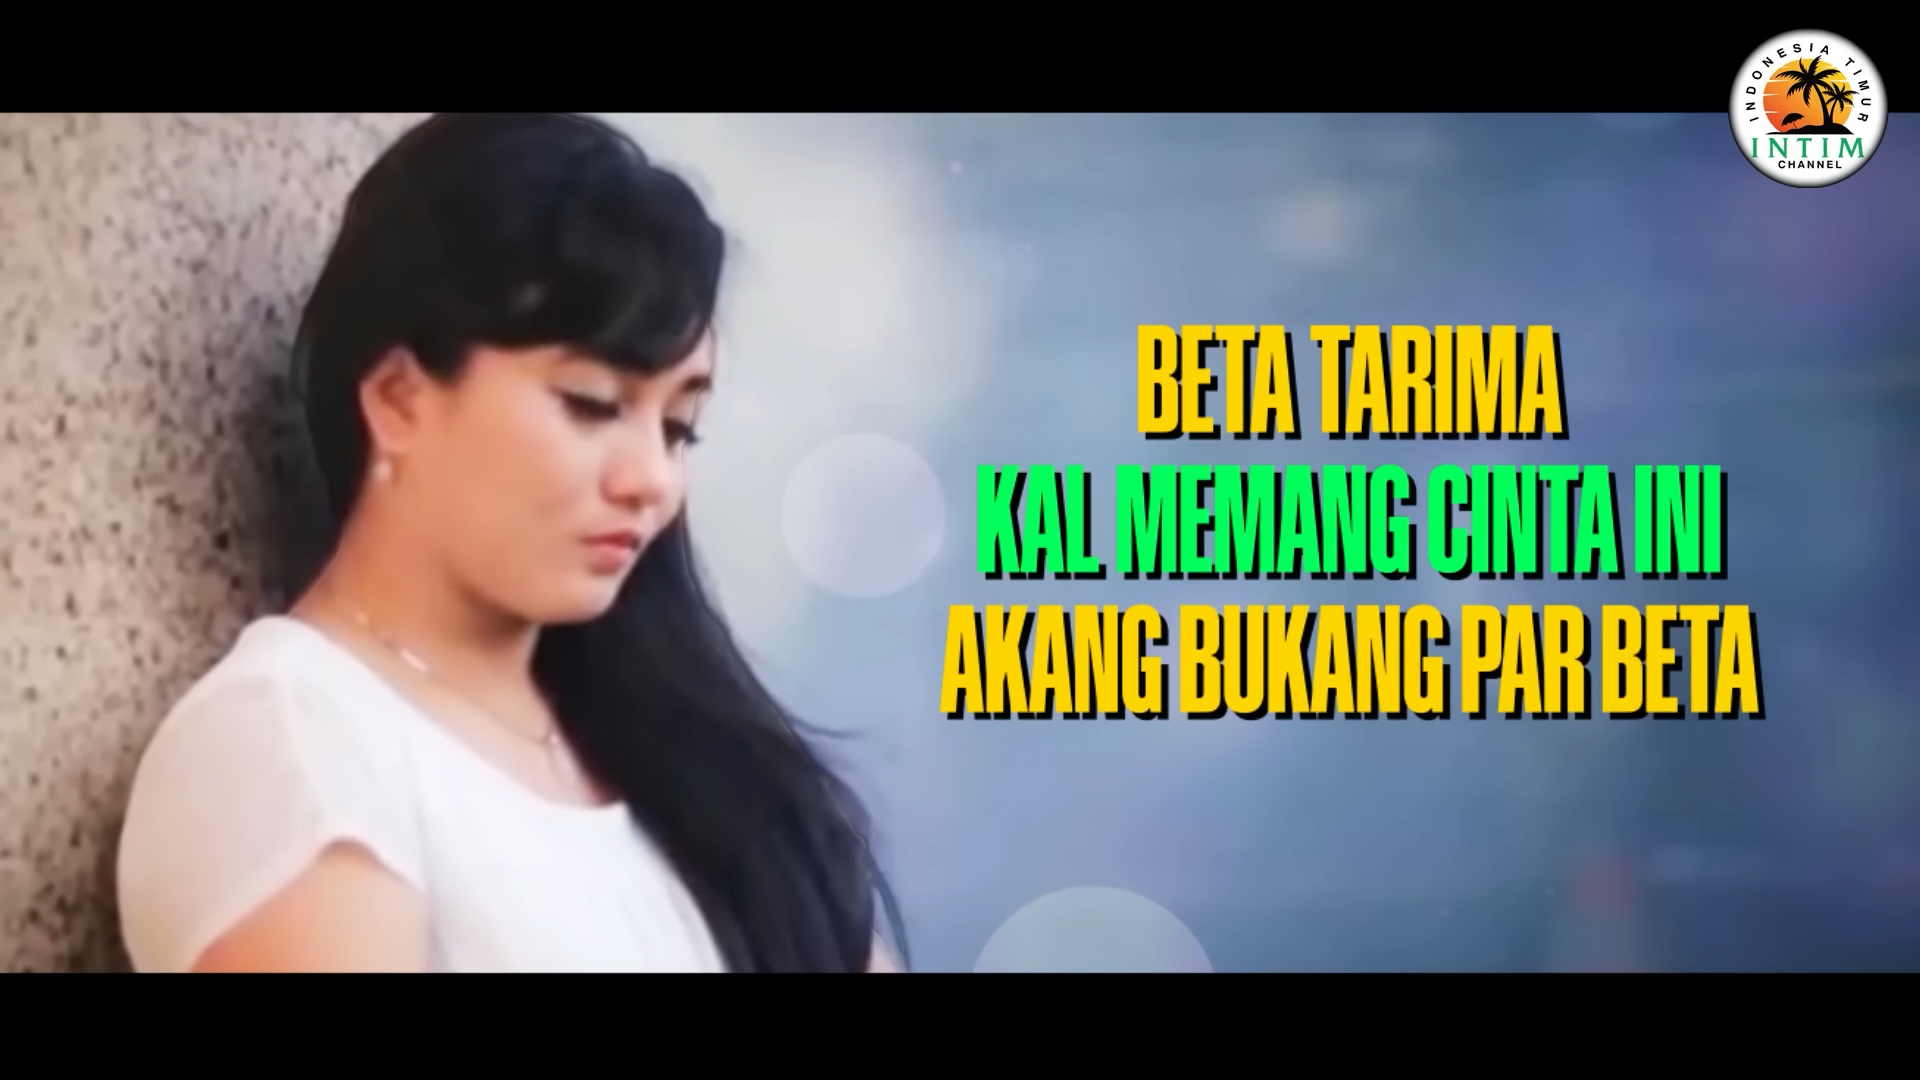 INDONESIA TIMUR
INTIM
CHANNEL
BETA TARIMA
KAL MEMANG CINTA INI
AKANG BUKANG PAR BETA